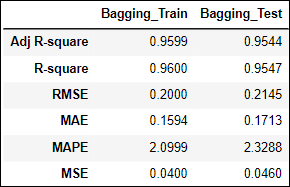 Bagging_Train Bagging_Test
Adj R-square 0.9599 0.9544
R-square 0.9600 0.9547
RMSE 0.2000 0.2145
MAE 0.1594 0.1713
MAPE 2.0999 2.3288
MSE 0.0400 0.0460